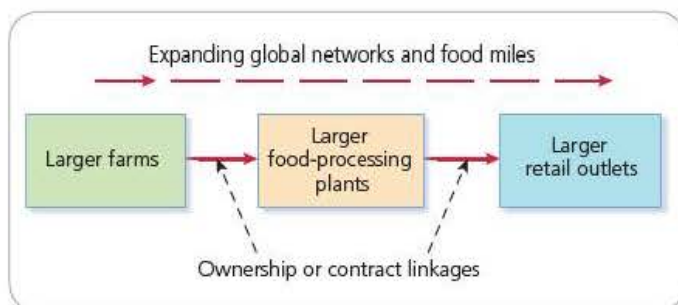 Expanding global networks and food miles
Larger farms
Larger
food-processing
plants
Larger
retail outlets
Ownership or contract linkages